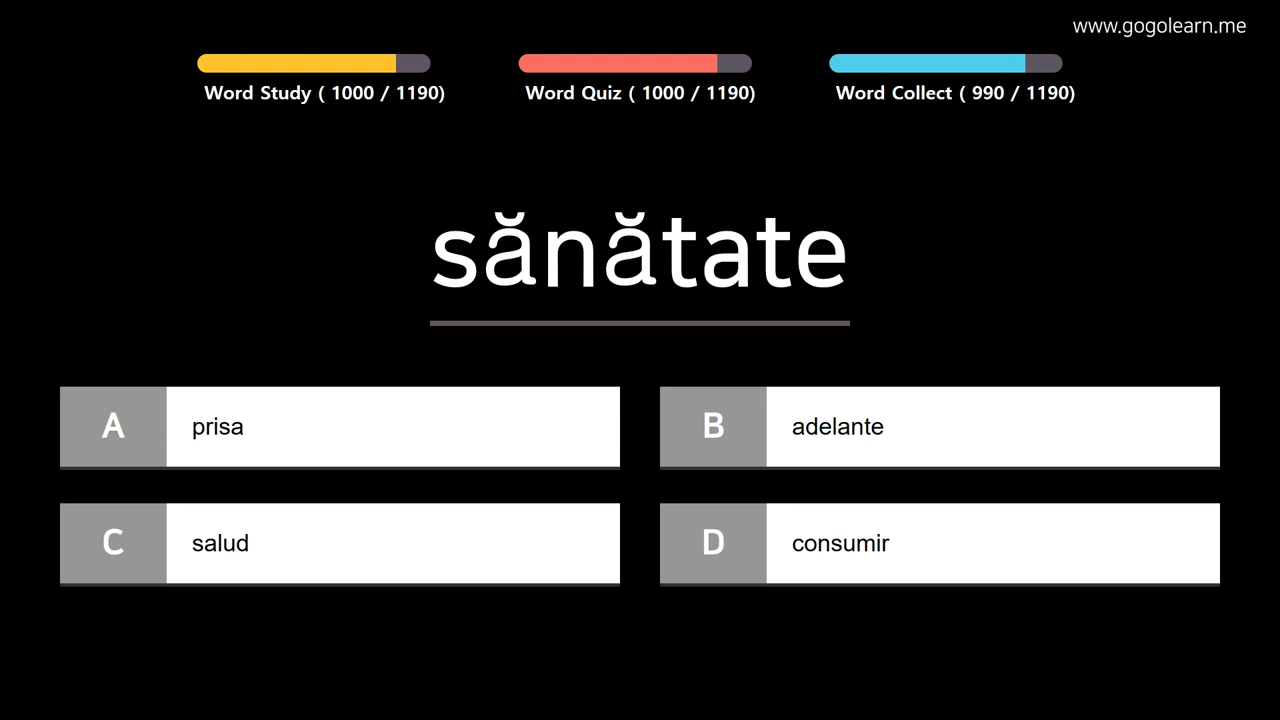 www.gogolearn.me
Word Study ( 1000 / 1190)
Word Quiz ( 1000 / 1190)
Word Collect ( 990 / 1190)
sănătate
A prisa
B adelante
C salud
D consumir